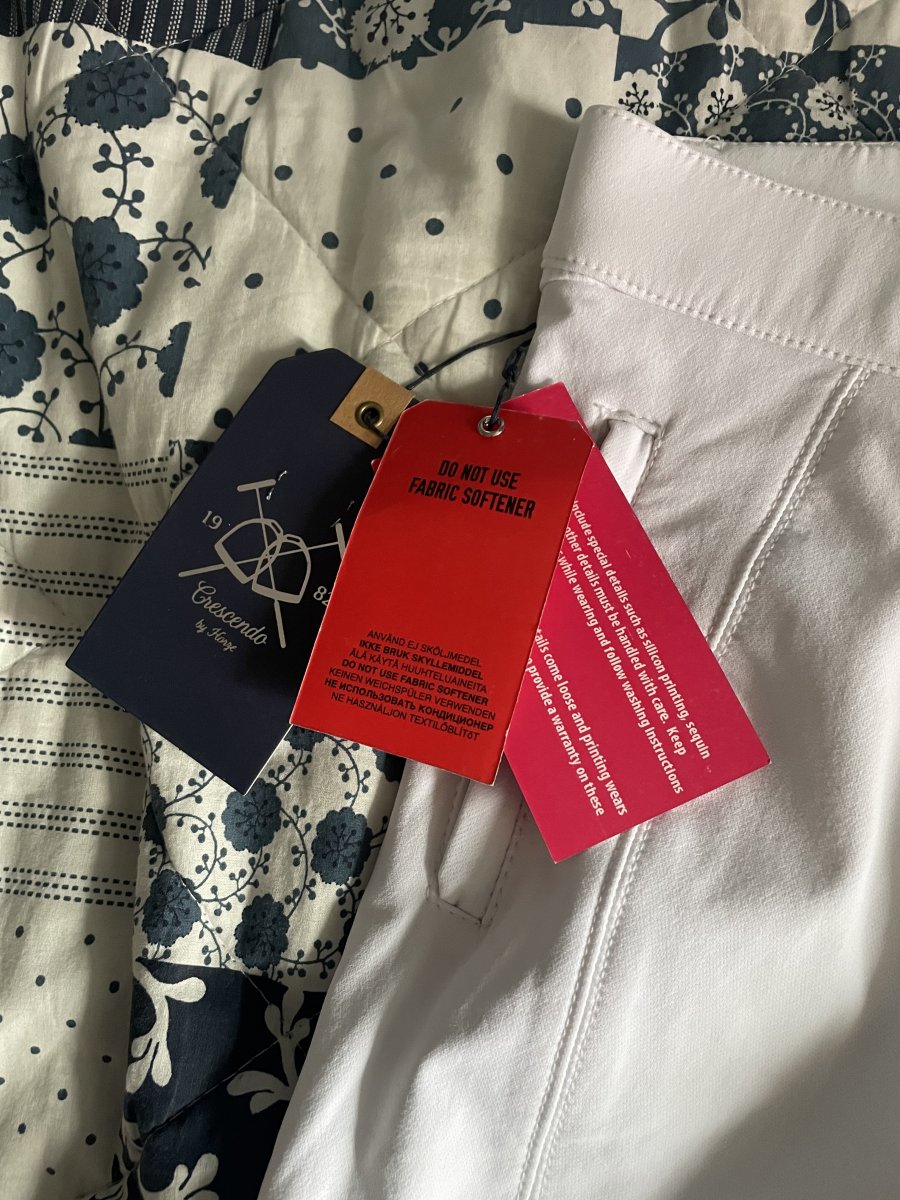 19 82
Crescendo
by Horze
DO NOT USE
FABRIC SOFTENER
ANVÄND EJ SKÖLJMEDEL
IKKE BRUK SKYLLEMIDDEL
ÄLÄ KÄYTÄ HUUHTELUAINEITA
DO NOT USE FABRIC SOFTENER
KEINEN WEICHSPÜLER VERWENDEN
НЕ ИСПОЛЬЗОВАТЬ КОНДИЦИОНЕР
NE HASZNÁLJON TEXTILÖBLÍTőT
include special details such as silicon printing, sequin
other details must be handled with care. Keep
while wearing and follow washing instructions
come loose and printing wears
provide a warranty on these